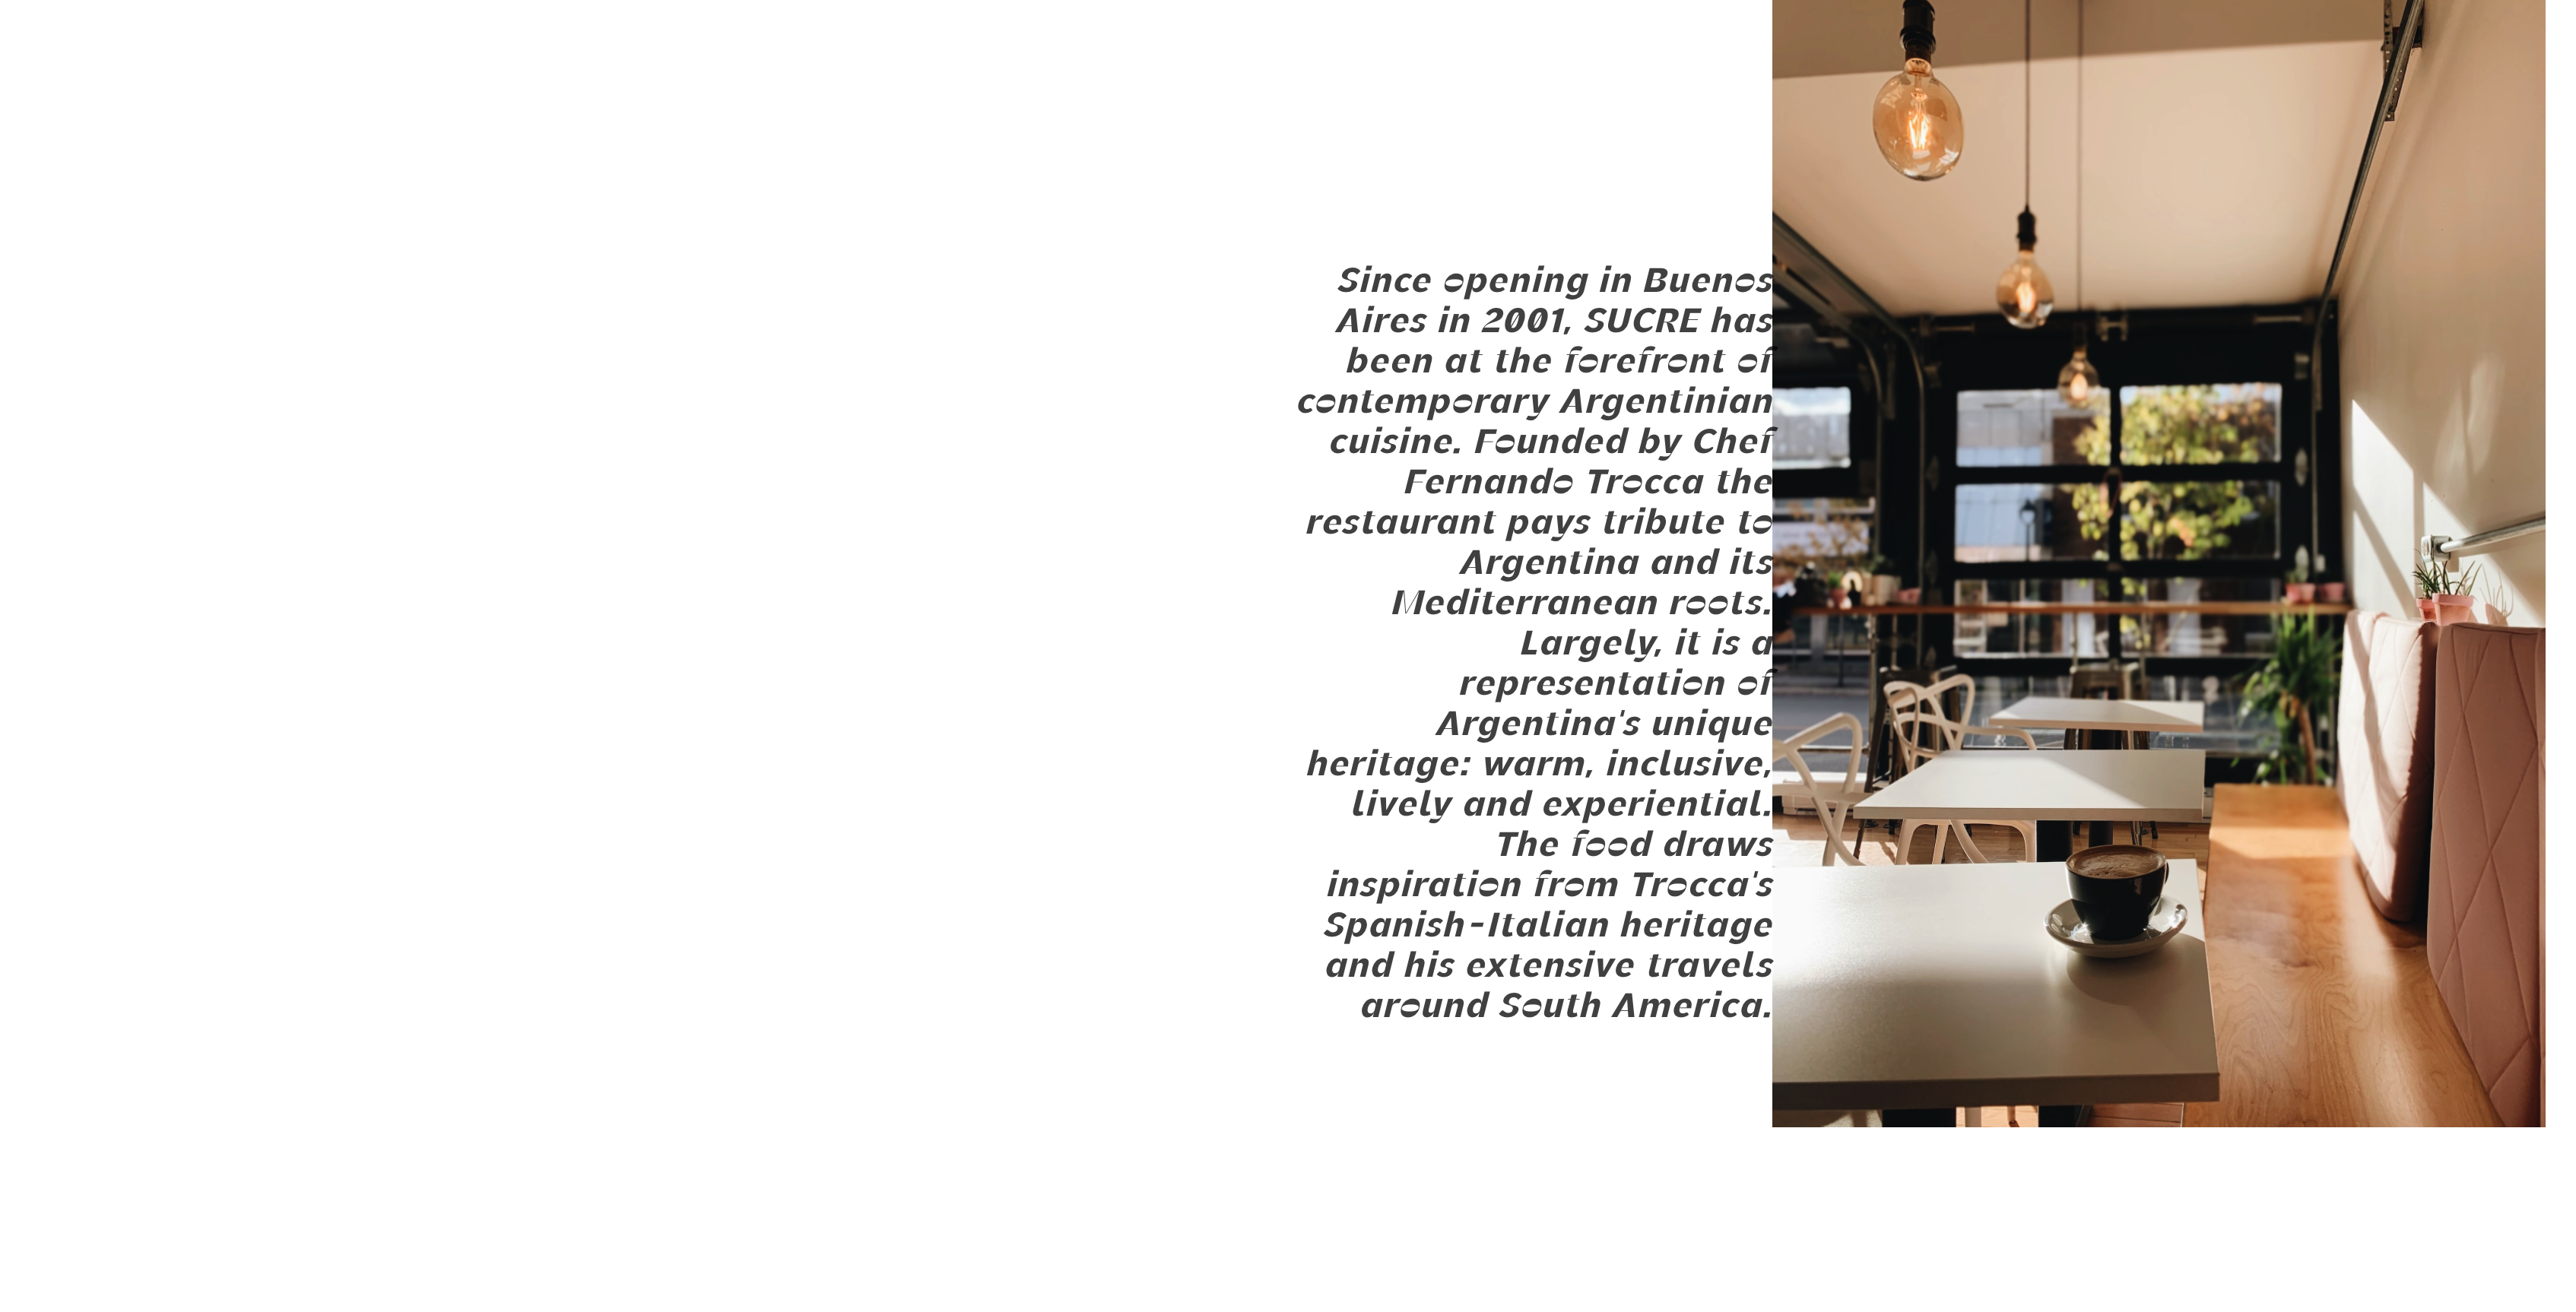 Since opening in Buenos
Aires in 2001, SUCRE has
been at the forefront of
contemporary Argentinian
cuisine. Founded by Chef
Fernando Trocca the
restaurant pays tribute to
Argentina and its
Mediterranean roots.
Largely, it is a
representation of
Argentina's unique
heritage: warm, inclusive,
lively and experiential.
The food draws
inspiration from Trocca's
Spanish-Italian heritage
and his extensive travels
around South America.